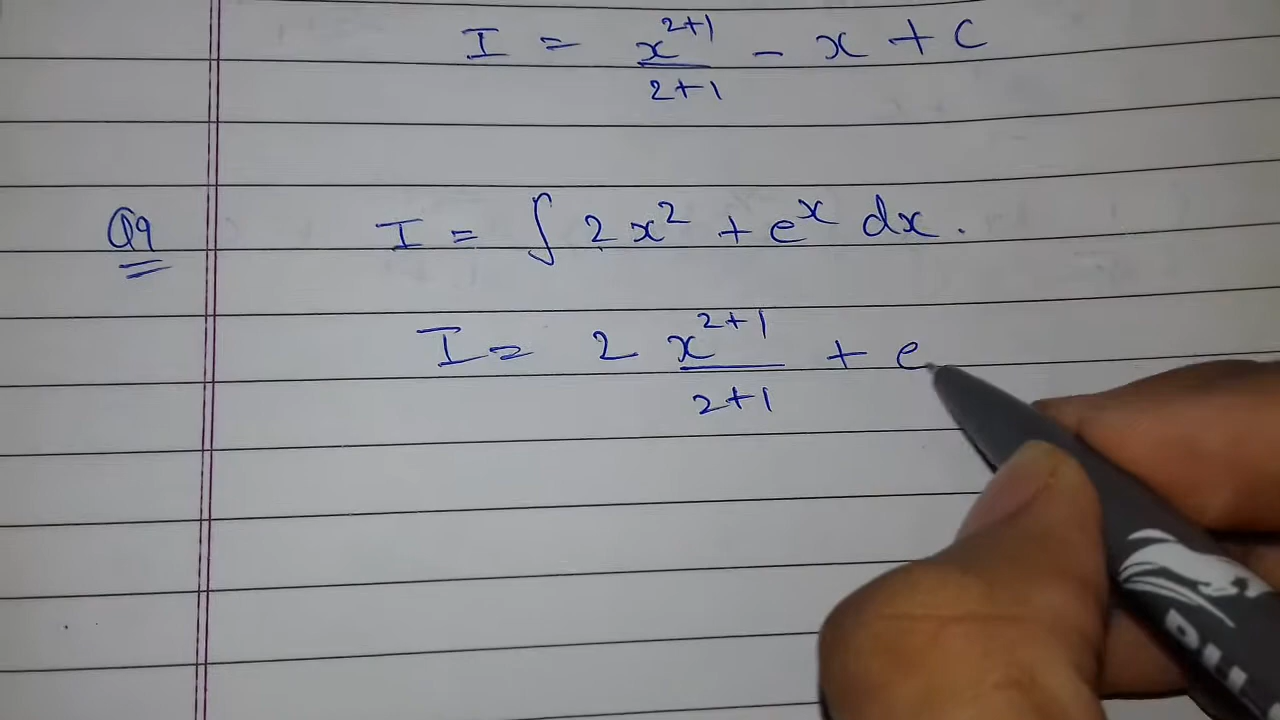 I = x^{2+1}/2+1 - x + c
Q9 I = ∫ 2x² + e^x dx.
I = 2 x^{2+1}/2+1 + e